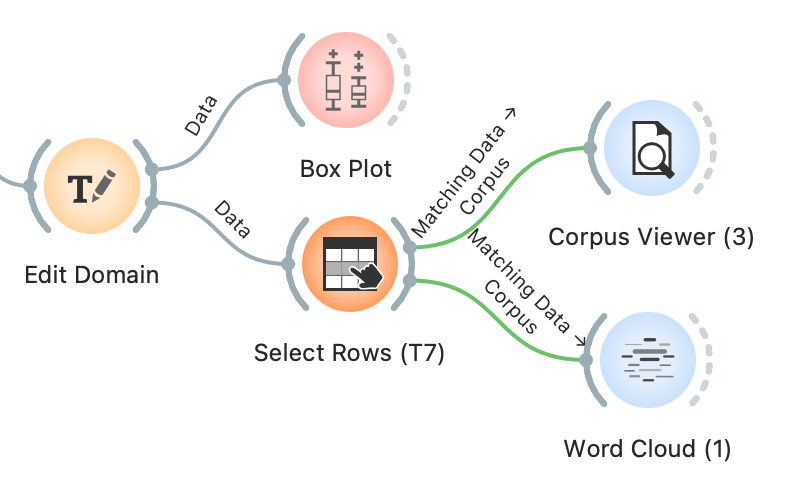 Data
Box Plot
Matching Data →
Corpus
Corpus Viewer (3)
Edit Domain
Data
Select Rows (T7)
Matching Data →
Corpus
Word Cloud (1)